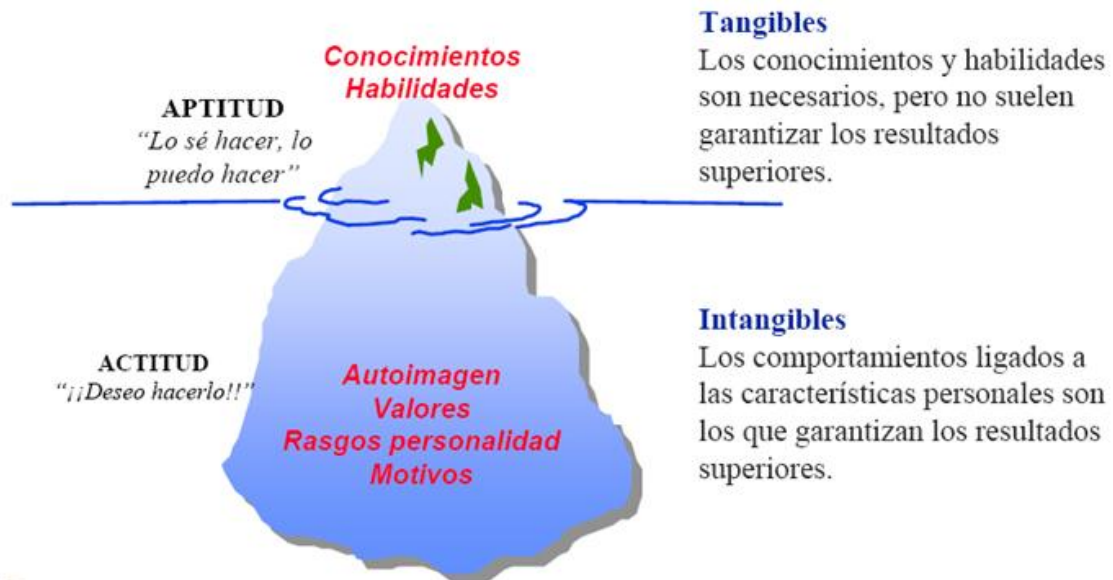 Conocimientos
Habilidades
APTITUD
“Lo sé hacer, lo
puedo hacer”
Tangibles
Los conocimientos y habilidades
son necesarios, pero no suelen
garantizar los resultados
superiores.
ACTITUD
“¡¡Deseo hacerlo!!”
Autoimagen
Valores
Rasgos personalidad
Motivos
Intangibles
Los comportamientos ligados a
las características personales son
los que garantizan los resultados
superiores.